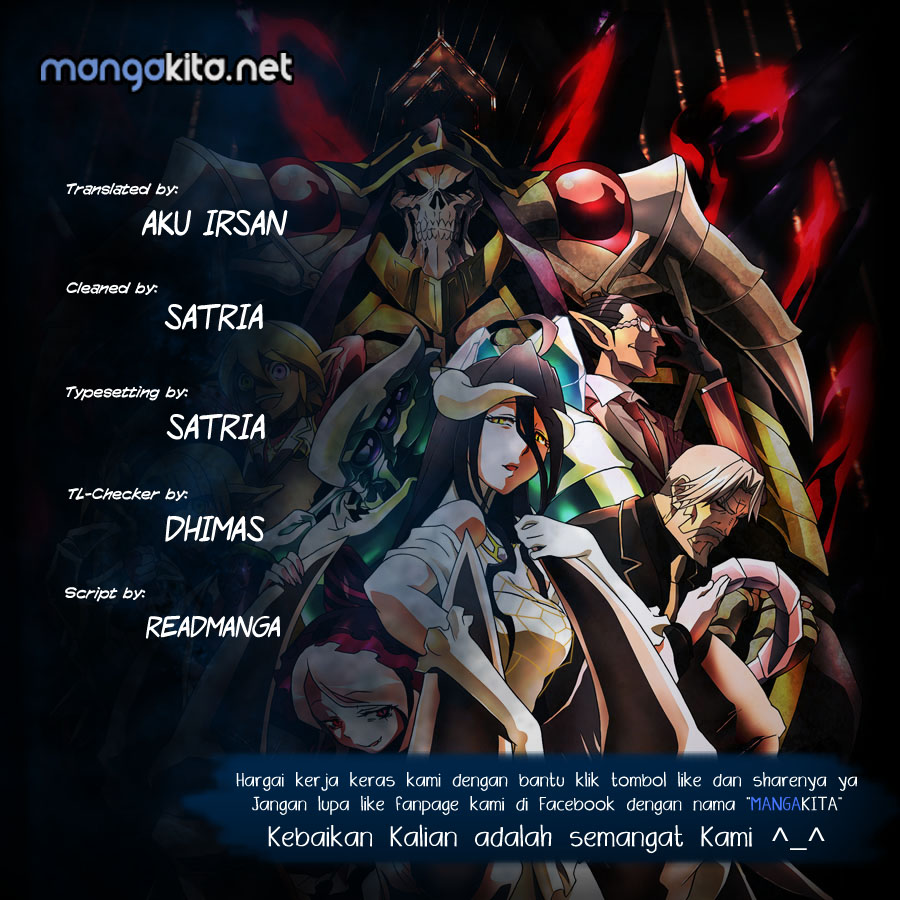 mangakita.net
Translated by:
AKU IRSAN
Cleaned by:
SATRIA
Typesetting by:
SATRIA
TL-Checker by:
DHIMAS
Script by:
READMANGA
Hargai kerja keras kami dengan bantu klik tombol like dan sharenya ya
Jangan lupa like fanpage kami di Facebook dengan nama "MANGAKITA"
Kebaikan Kalian adalah semangat Kami ^_^